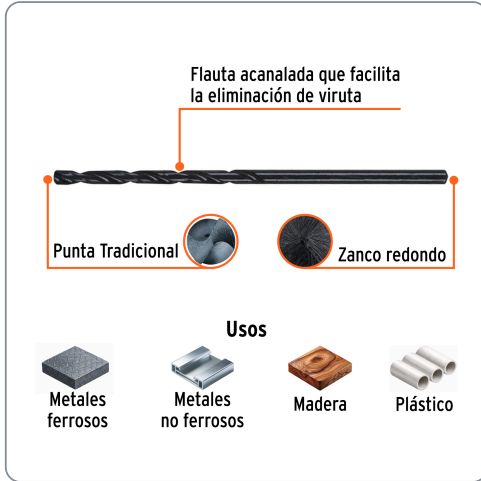 Flauta acanalada que facilita
la eliminación de viruta
Punta Tradicional
Zanco redondo
Usos
Metales
ferrosos
Metales
no ferrosos
Madera
Plástico